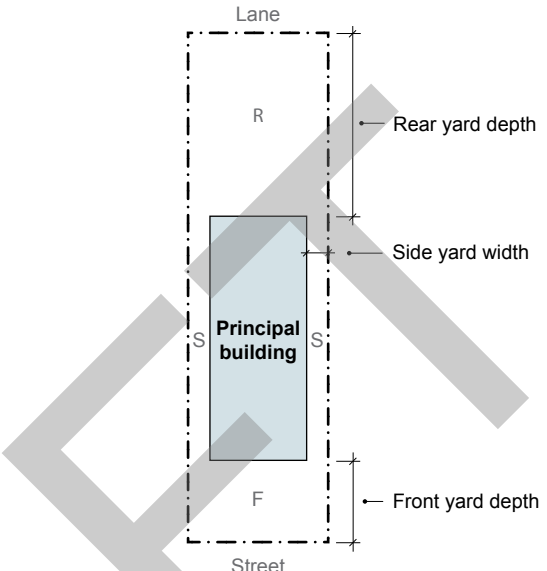 Lane
R
Rear yard depth
Side yard width
Principal
building
S
S
F
Front yard depth
Street